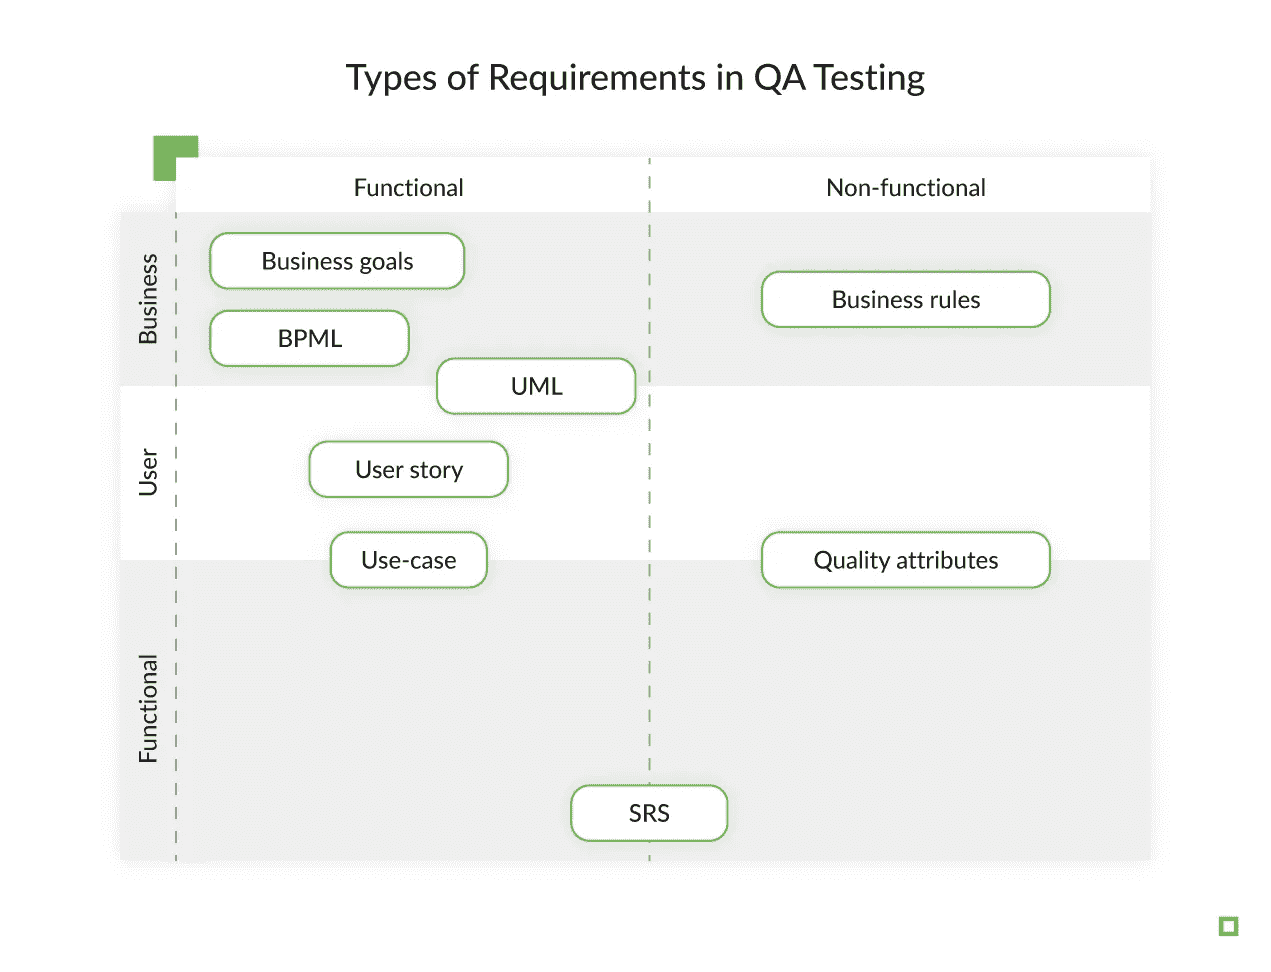 Types of Requirements in QA Testing
Functional
Non-functional
Business
Business goals
Business rules
BPML
UML
User
User story
Use-case
Quality attributes
Functional
SRS